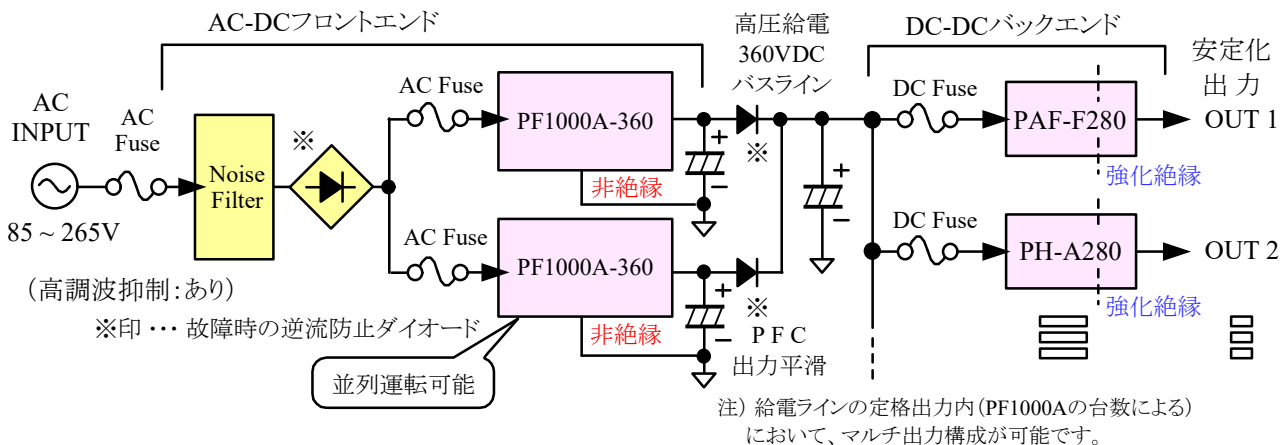 AC-DCフロントエンド
高圧給電
360VDC
バスライン
DC-DCバックエンド
安定化
出 力
AC
INPUT
AC
Fuse
※
Noise
Filter
AC Fuse
PF1000A-360
+
−
非絶縁
※
+
−
DC Fuse
PAF-F280
OUT 1
強化絶縁
85 ~ 265V
AC Fuse
PF1000A-360
+
−
非絶縁
※
P F C
出力平滑
DC Fuse
PH-A280
OUT 2
強化絶縁
(高調波抑制:あり)
※印 ・・・ 故障時の逆流防止ダイオード
並列運転可能
注) 給電ラインの定格出力内(PF1000Aの台数による)
において、マルチ出力構成が可能です。